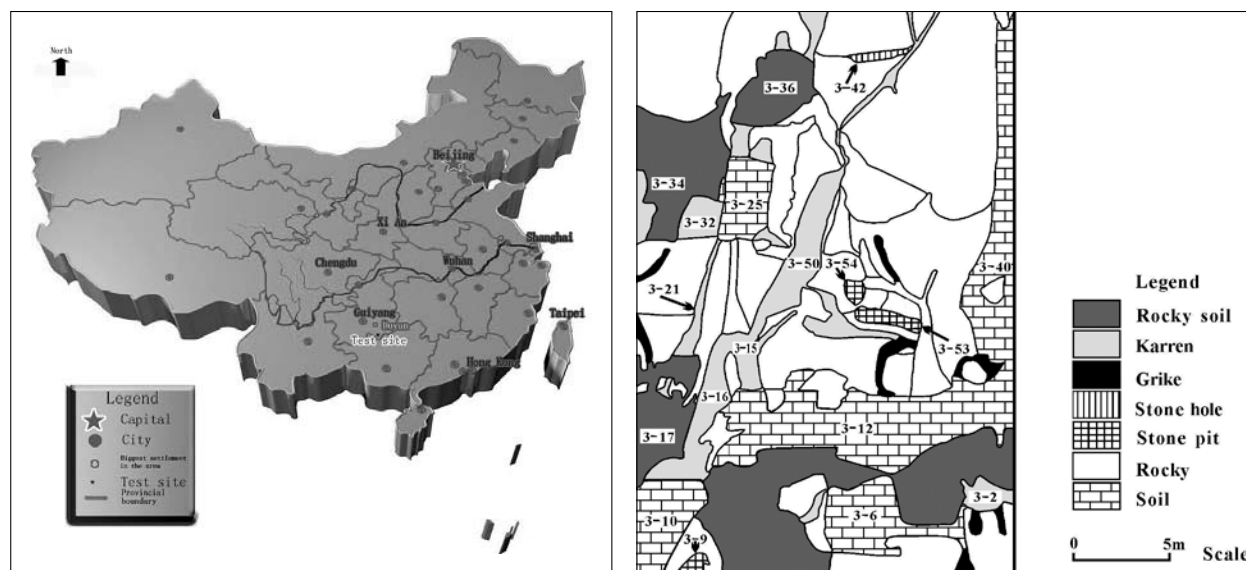 North
Beijing
Xi An
Shanghai
Chengdu
Wuhan
Guiyang
Duyun
Test site
Taipei
Hong Kong
Legend
Capital
City
Biggest settlement
in the area
Test site
Provincial
boundary
3-36
3-42
3-34
3-25
3-32
3-50
3-54
3-40
3-21
3-15
3-53
3-16
3-17
3-12
3-2
3-10
3-6
3-9
Legend
Rocky soil
Karren
Grike
Stone hole
Stone pit
Rocky
Soil
0 5m Scale